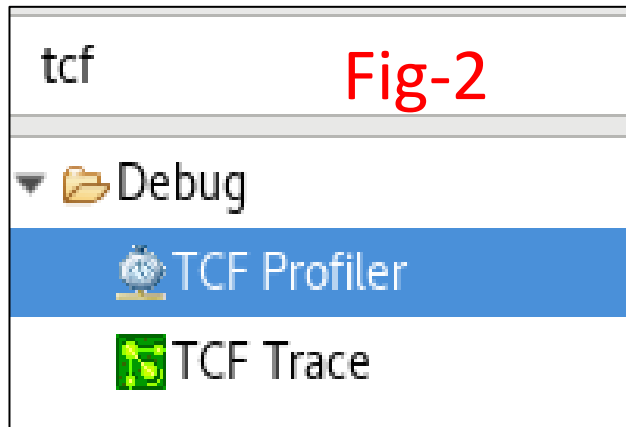 tcf
Fig-2
Debug
TCF Profiler
TCF Trace